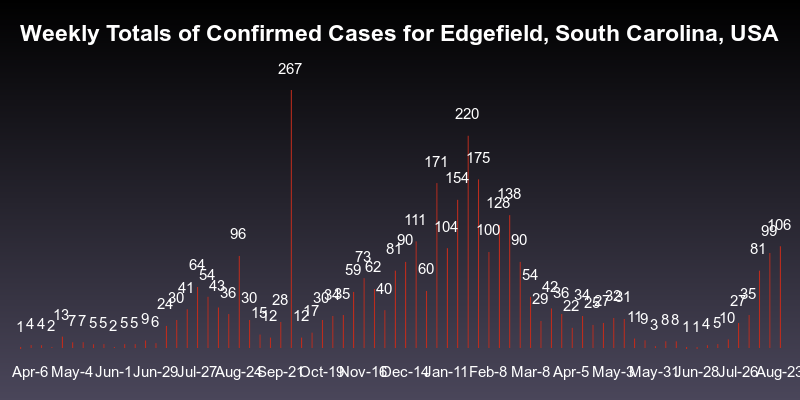 Weekly Totals of Confirmed Cases for Edgefield, South Carolina, USA
1 4 4 2 13 7 7 5 5 2 5 5 9 6 24 30 41 64 54 43 36 96 30 15 12 28 267 12 17 30 34 35 59 73 62 40 81 90 111 60 171 104 154 220 175 100 128 138 90 54 29 42 36 22 34 25 27 32 31 11 9 3 8 8 1 1 4 5 10 27 35 81 99 106
Apr-6 May-4 Jun-1 Jun-29 Jul-27 Aug-24 Sep-21 Oct-19 Nov-16 Dec-14 Jan-11 Feb-8 Mar-8 Apr-5 May-3 May-31 Jun-28 Jul-26 Aug-23